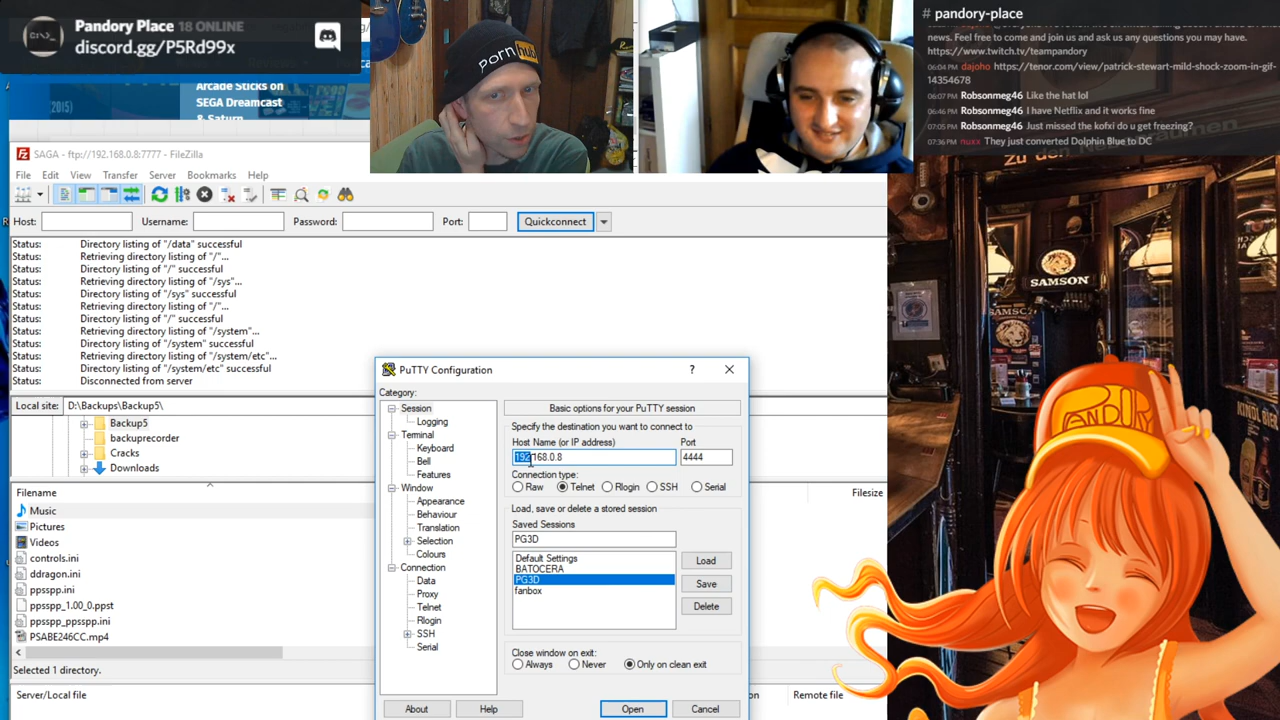 Pandory Place 18 ONLINE
discord.gg/P5Rd99x
Arcade Sticks on
SEGA Dreamcast
& Saturn
2015)
Porn hub
# pandory-place
news. Feel free to come and join us and ask us any questions you may have.
https://www.twitch.tv/teampandory
06:04 PM dajoho https://tenor.com/view/patrick-stewart-mild-shock-zoom-in-gif-
14354678
06:07 PM Robsonmeg46 Like the hat lol
06:46 PM Robsonmeg46 I have Netflix and it works fine
07:05 PM Robsonmeg46 Just missed the kofxi do u get freezing?
07:36 PM nuxx They just converted Dolphin Blue to DC
SAGA - ftp://192.168.0.8:7777 - FileZilla
File Edit View Transfer Server Bookmarks Help
Host: Username: Password: Port: Quickconnect
Status: Directory listing of "/data" successful
Status: Retrieving directory listing of "/"...
Status: Directory listing of "/" successful
Status: Retrieving directory listing of "/sys"...
Status: Directory listing of "/sys" successful
Status: Retrieving directory listing of "/"...
Status: Directory listing of "/" successful
Status: Retrieving directory listing of "/system"...
Status: Directory listing of "/system" successful
Status: Retrieving directory listing of "/system/etc"...
Status: Directory listing of "/system/etc" successful
Status: Disconnected from server
Local site: D:\Backups\Backup5\
Backup5
backuprecorder
Cracks
Downloads
Filename Filesize
Music
Pictures
Videos
controls.ini
ddragon.ini
ppsspp.ini
ppsspp_1.00_0.ppst
ppsspp_ppsspp.ini
PSABE246CC.mp4
Selected 1 directory.
Server/Local file
Remote file
PuTTY Configuration ?
Category:
Session
Logging
Terminal
Keyboard
Bell
Features
Window
Appearance
Behaviour
Translation
Selection
Colours
Connection
Data
Proxy
Telnet
Rlogin
SSH
Serial
Basic options for your PuTTY session
Specify the destination you want to connect to
Host Name (or IP address) Port
192.168.0.8 4444
Connection type:
Raw Telnet Rlogin SSH Serial
Load, save or delete a stored session
Saved Sessions
PG3D
Default Settings
BATOCERA
PG3D
fanbox
Load
Save
Delete
Close window on exit:
Always Never Only on clean exit
About Help Open Cancel
SAMSON
PANDORY